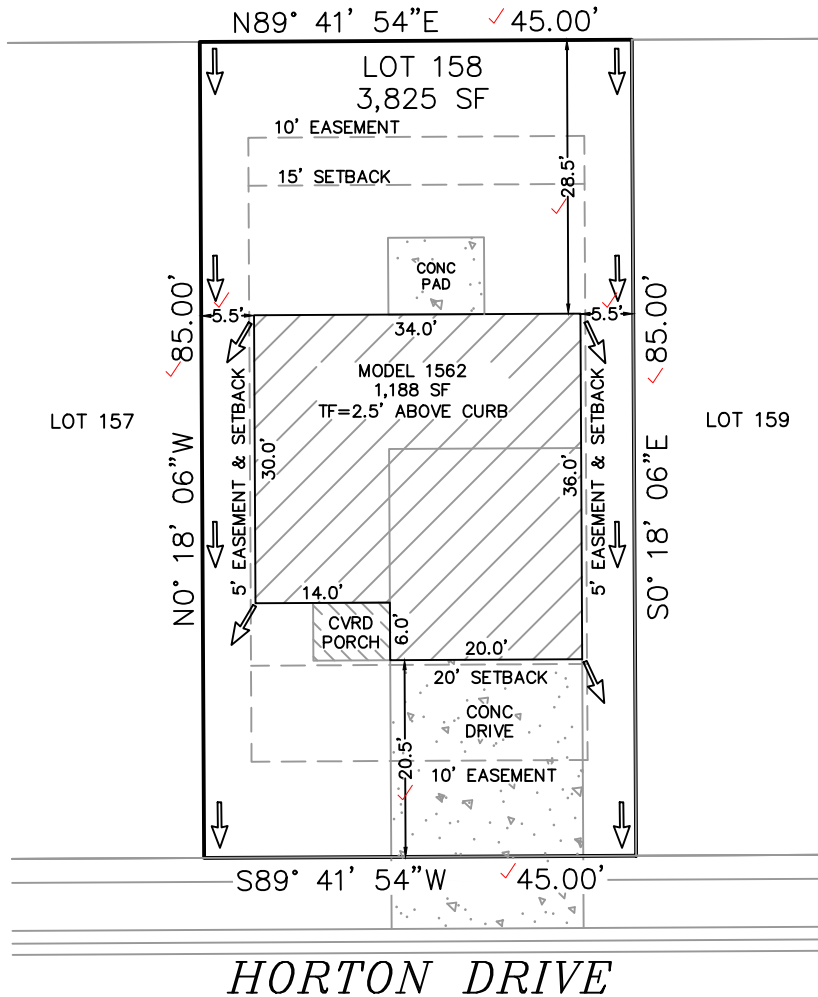 N89° 41' 54"E 45.00'
LOT 158
3,825 SF
10' EASEMENT
15' SETBACK
28.5'
CONC
PAD
N0° 18' 06"W 85.00'
5.5'
34.0'
5.5'
S0° 18' 06"E 85.00'
MODEL 1562
1,188 SF
TF=2.5' ABOVE CURB
LOT 157
LOT 159
5' EASEMENT & SETBACK
30.0'
36.0'
5' EASEMENT & SETBACK
14.0'
CVRD
PORCH
6.0'
20.0'
20' SETBACK
CONC
DRIVE
20.5'
10' EASEMENT
S89° 41' 54"W 45.00'
HORTON DRIVE